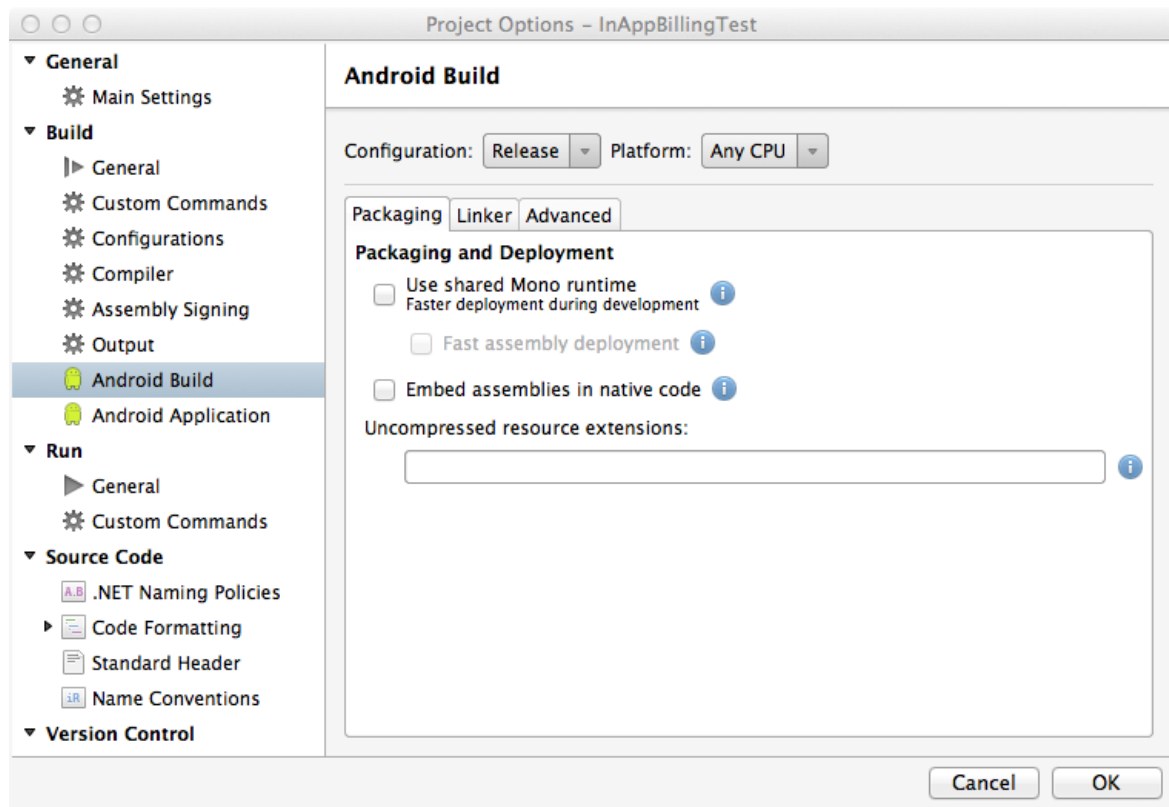 Project Options – InAppBillingTest
General
Main Settings
Build
General
Custom Commands
Configurations
Compiler
Assembly Signing
Output
Android Build
Android Application
Run
General
Custom Commands
Source Code
A.B .NET Naming Policies
Code Formatting
Standard Header
iR Name Conventions
Version Control
Android Build
Configuration: Release Platform: Any CPU
Packaging Linker Advanced
Packaging and Deployment
Use shared Mono runtime
Faster deployment during development
Fast assembly deployment
Embed assemblies in native code
Uncompressed resource extensions:
Cancel OK